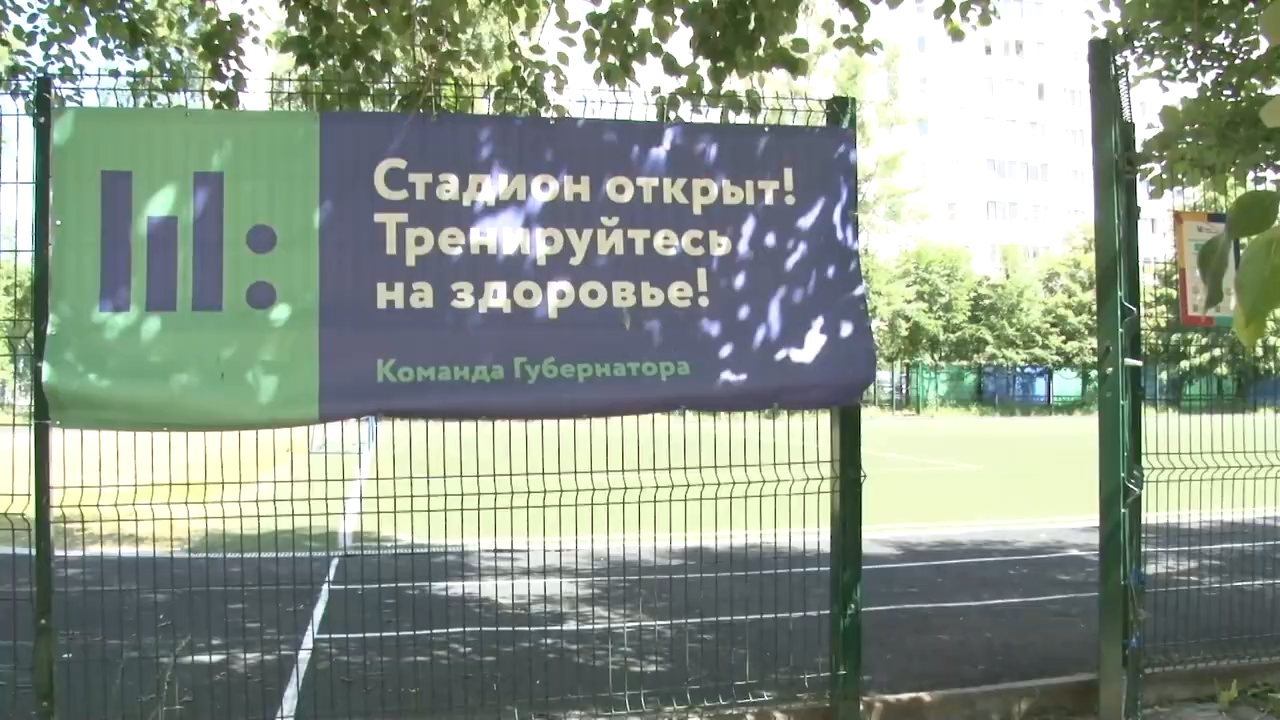 Стадион открыт!
Тренируйтесь
на здоровье!
Команда Губернатора